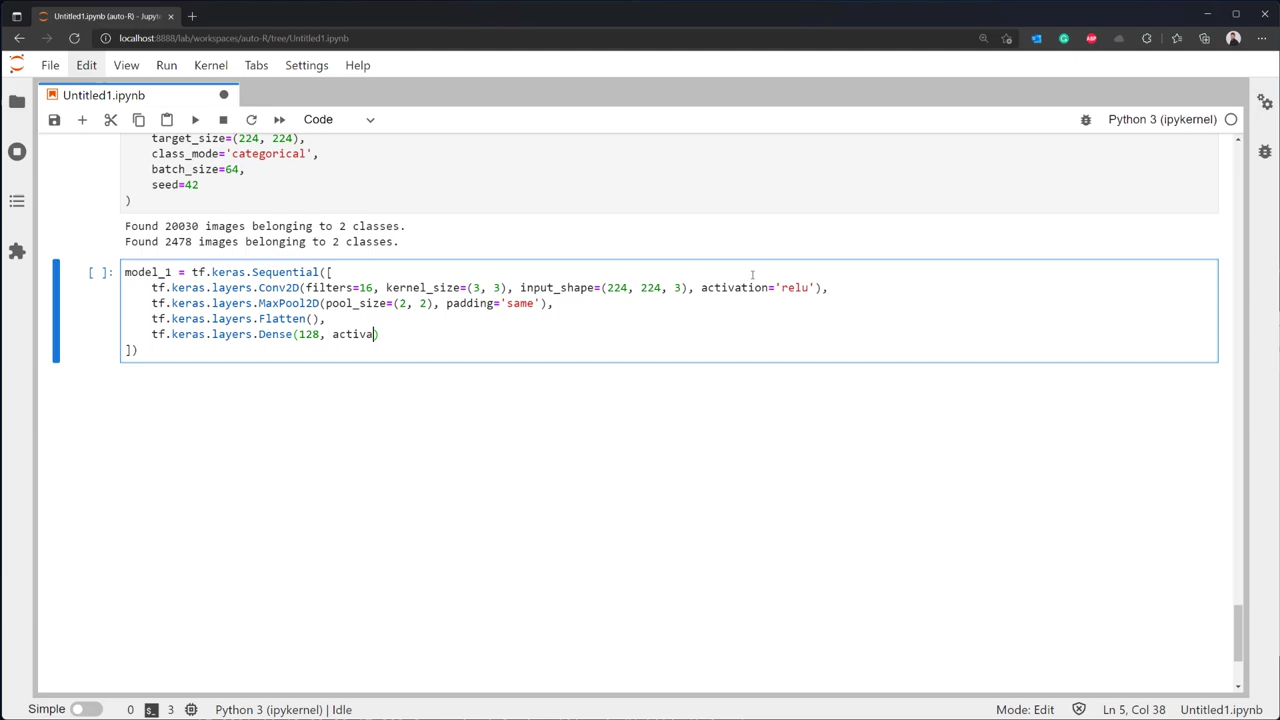 Untitled1.ipynb (auto-R) - Jupyte
localhost:8888/lab/workspaces/auto-R/tree/Untitled1.ipynb
File Edit View Run Kernel Tabs Settings Help
Untitled1.ipynb
Code
Python 3 (ipykernel)
target_size=(224, 224),
class_mode='categorical',
batch_size=64,
seed=42
)
Found 20030 images belonging to 2 classes.
Found 2478 images belonging to 2 classes.
[ ]: model_1 = tf.keras.Sequential([
tf.keras.layers.Conv2D(filters=16, kernel_size=(3, 3), input_shape=(224, 224, 3), activation='relu'),
tf.keras.layers.MaxPool2D(pool_size=(2, 2), padding='same'),
tf.keras.layers.Flatten(),
tf.keras.layers.Dense(128, activa)
])
Simple 0 3 Python 3 (ipykernel) | Idle Mode: Edit Ln 5, Col 38 Untitled1.ipynb